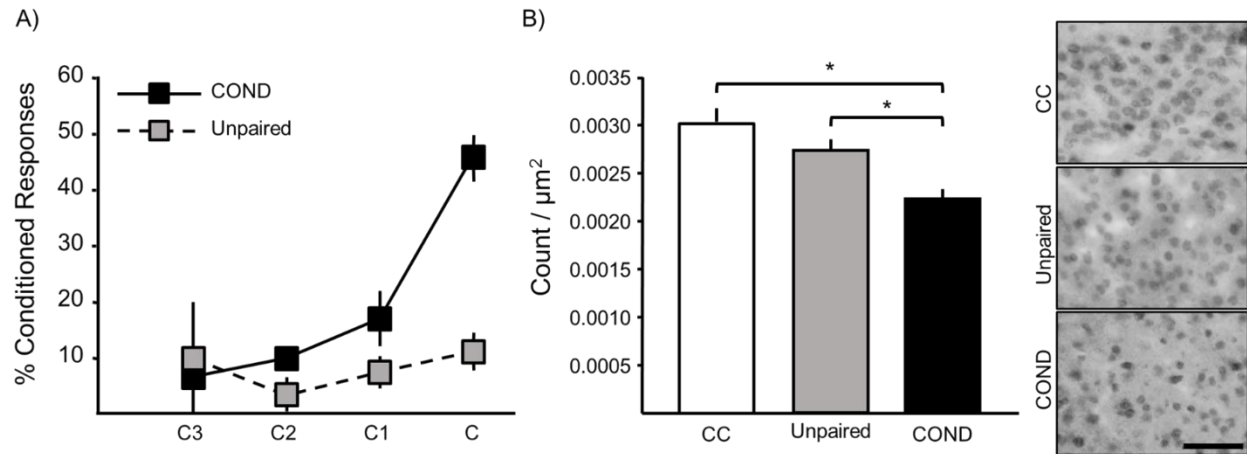 A)
% Conditioned Responses
60
50
40
30
20
10
COND
Unpaired
C3 C2 C1 C
B)
Count / µm²
0.0035
0.0030
0.0025
0.0020
0.0015
0.0010
0.0005
*
*
CC Unpaired COND
CC
Unpaired
COND